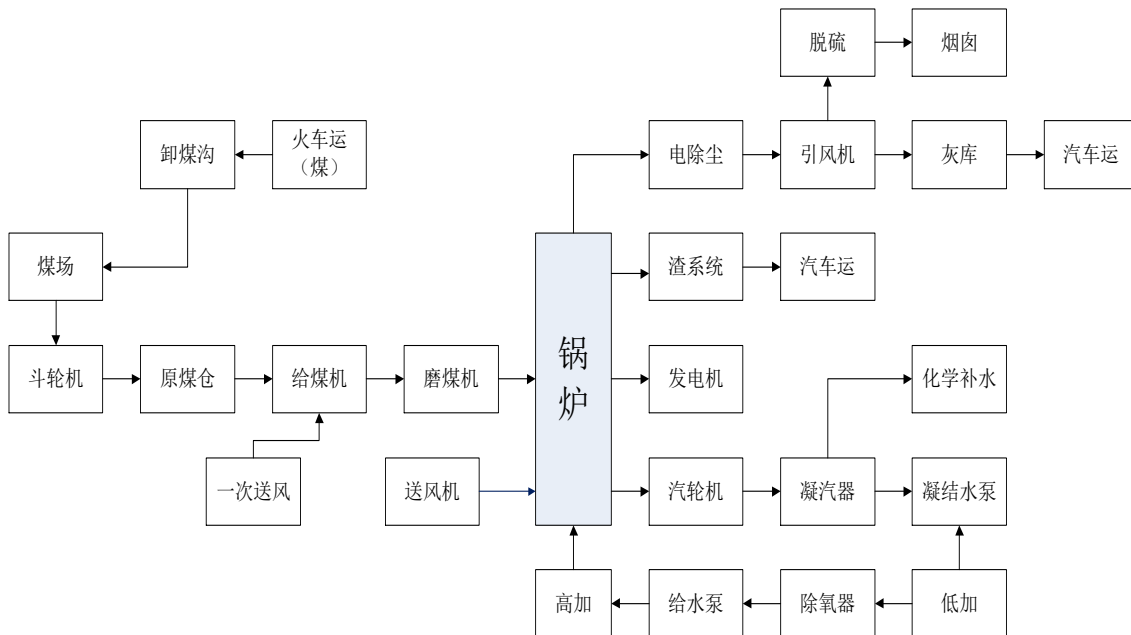 脱硫
烟囱
卸煤沟
火车运
（煤）
电除尘
引风机
灰库
汽车运
煤场
渣系统
汽车运
锅
炉
斗轮机
原煤仓
给煤机
磨煤机
发电机
化学补水
一次送风
送风机
汽轮机
凝汽器
凝结水泵
高加
给水泵
除氧器
低加